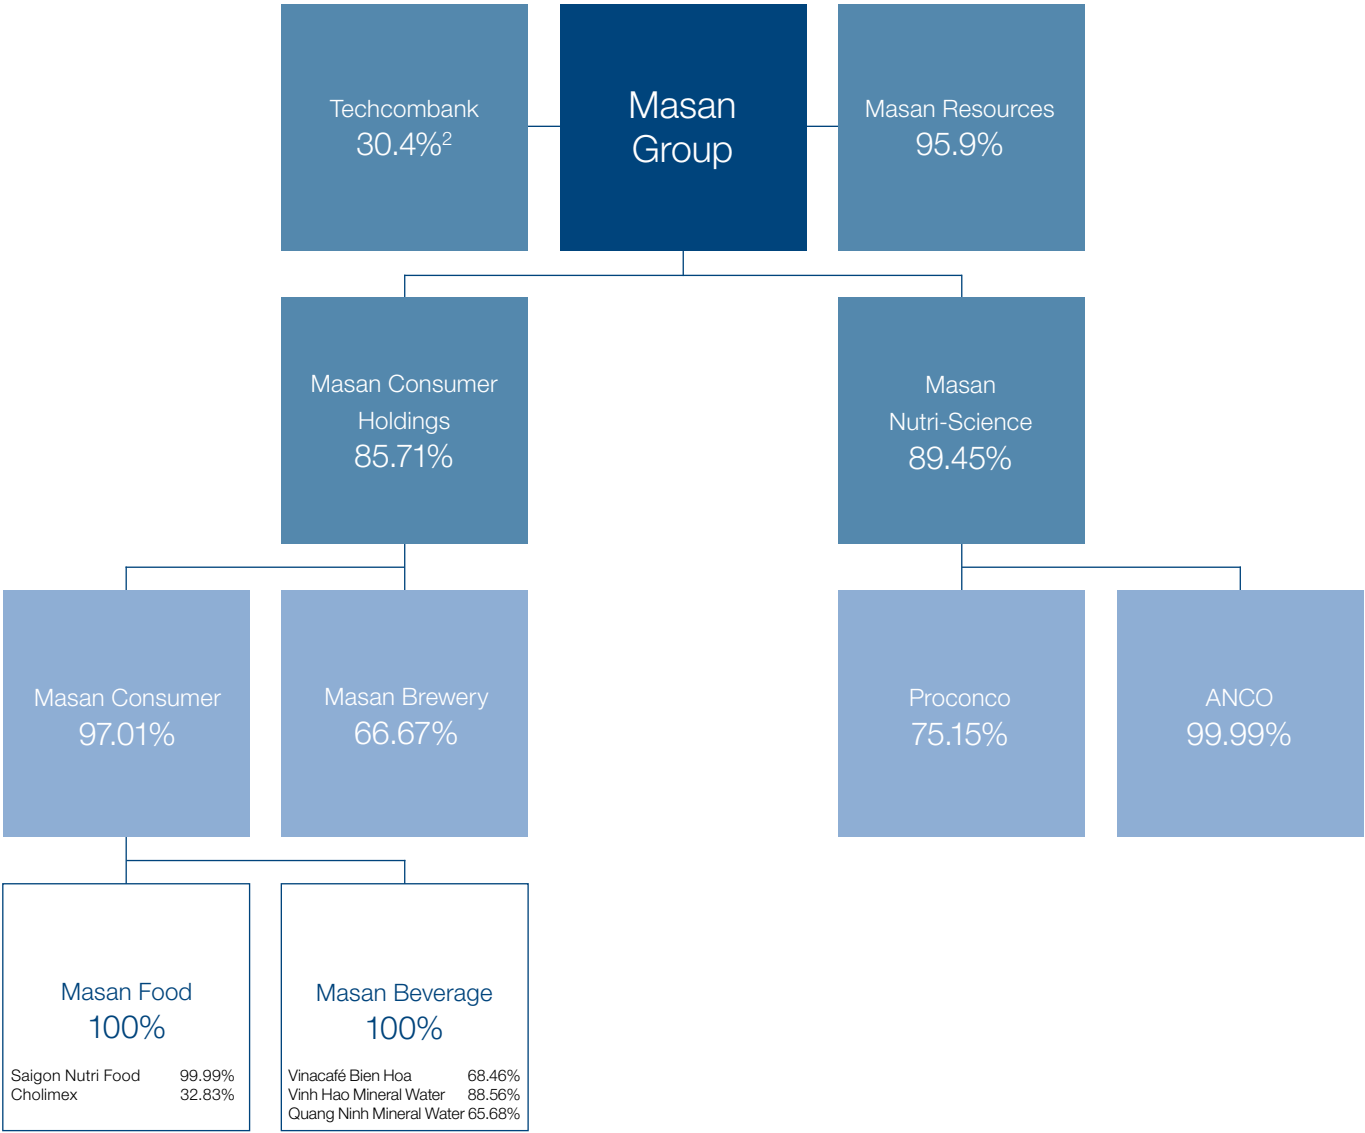 Techcombank
30.4%²
Masan
Group
Masan Resources
95.9%
Masan Consumer
Holdings
85.71%
Masan
Nutri-Science
89.45%
Masan Consumer
97.01%
Masan Brewery
66.67%
Proconco
75.15%
ANCO
99.99%
Masan Food
100%
Saigon Nutri Food 99.99%
Cholimex 32.83%
Masan Beverage
100%
Vinacafé Bien Hoa 68.46%
Vinh Hao Mineral Water 88.56%
Quang Ninh Mineral Water 65.68%